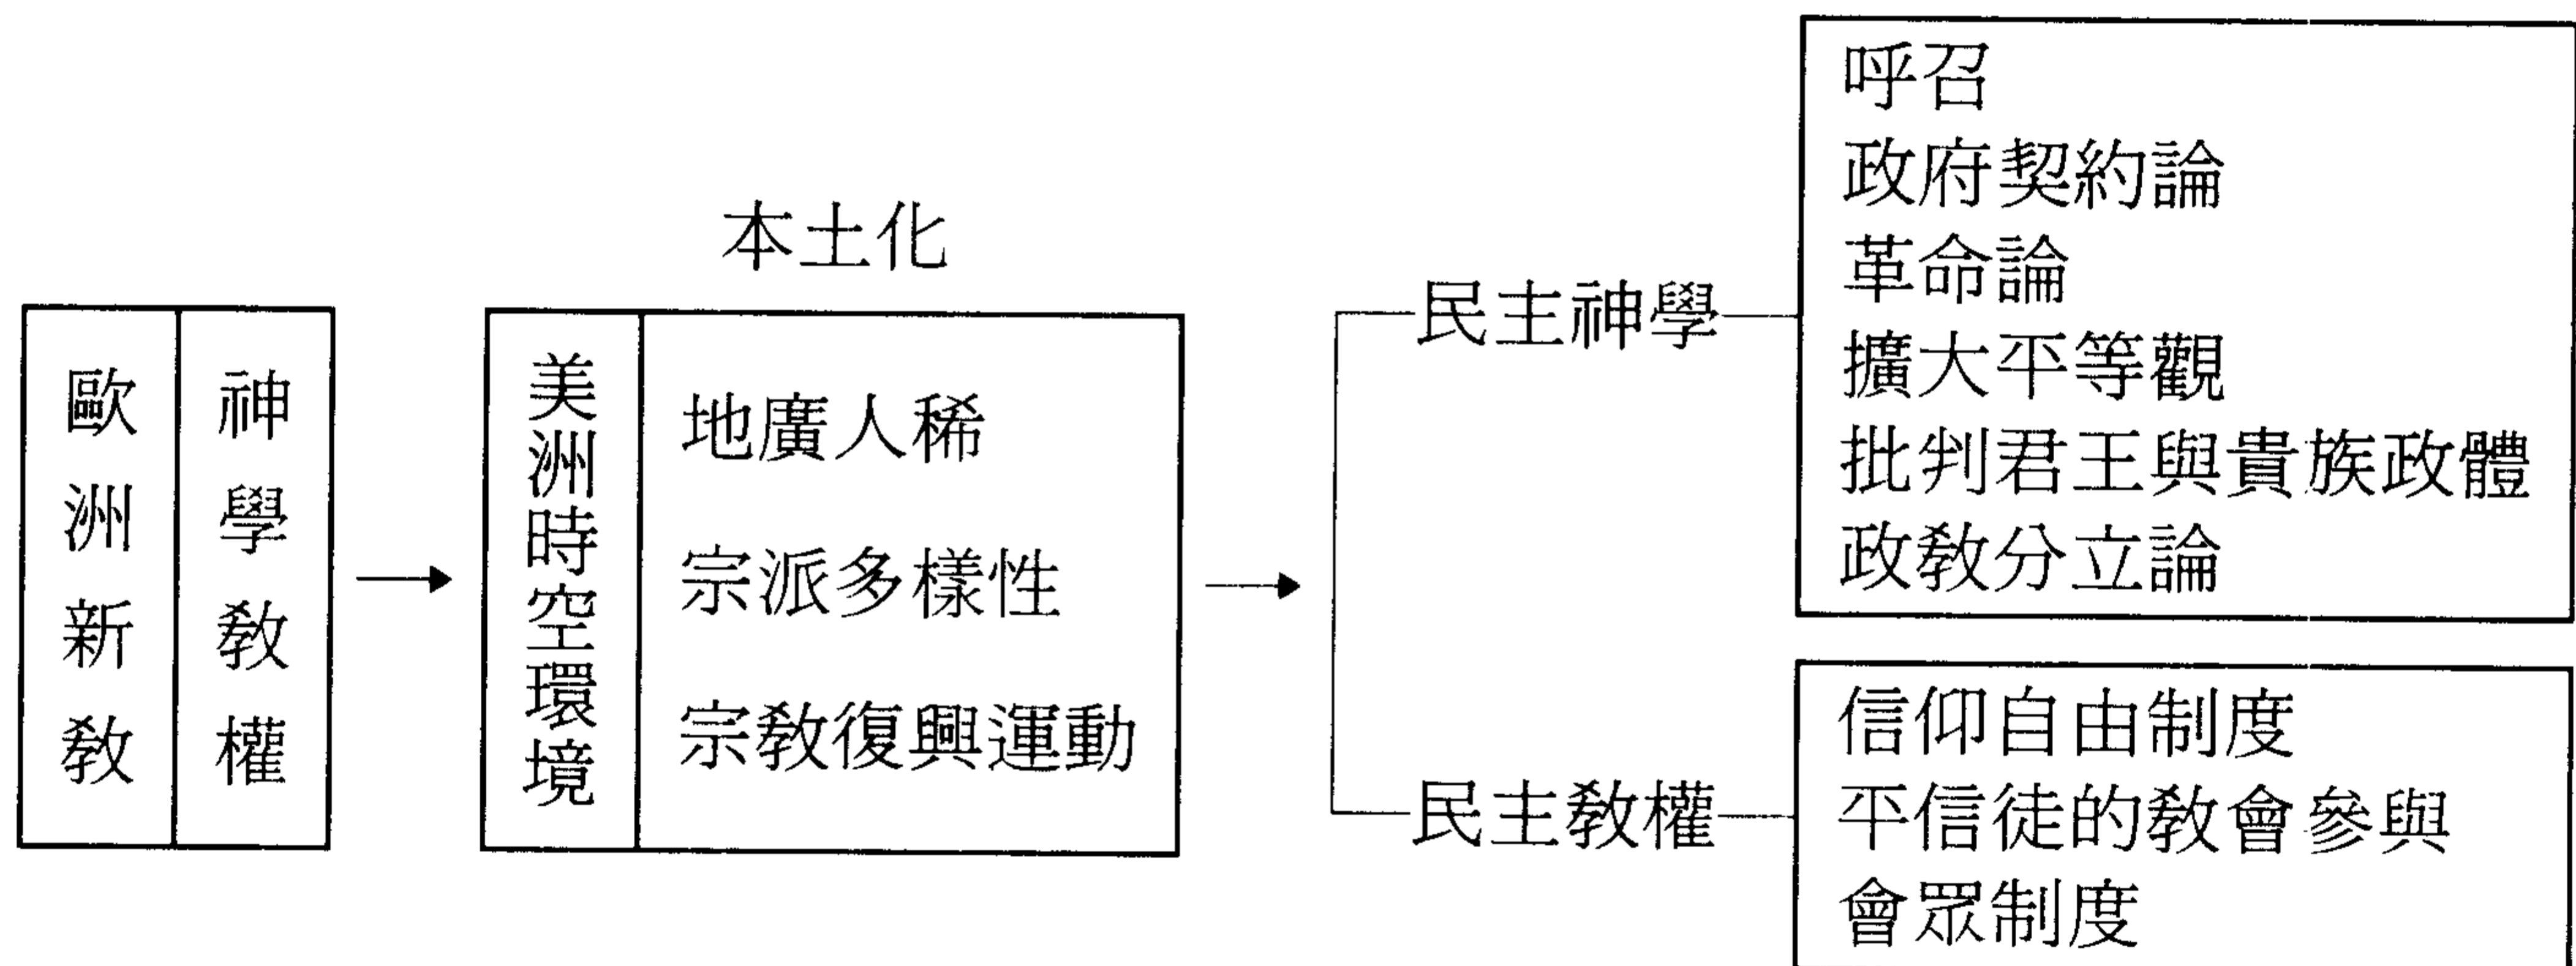 歐洲新教
神學教權
本土化
美洲時空環境
地廣人稀
宗派多樣性
宗教復興運動
民主神學
呼召
政府契約論
革命論
擴大平等觀
批判君王與貴族政體
政教分立論
民主教權
信仰自由制度
平信徒的教會參與
會眾制度